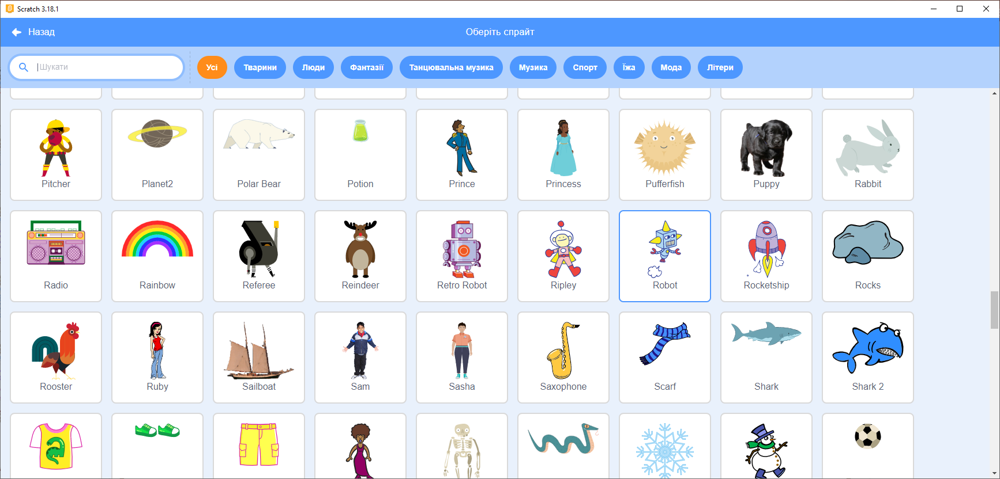 Scratch 3.18.1
Назад
Оберіть спрайт
Шукати
Усі
Тварини
Люди
Фантазії
Танцювальна музика
Музика
Спорт
Їжа
Мода
Літери
Pitcher
Planet2
Polar Bear
Potion
Prince
Princess
Pufferfish
Puppy
Rabbit
Radio
Rainbow
Referee
Reindeer
Retro Robot
Ripley
Robot
Rocketship
Rocks
Rooster
Ruby
Sailboat
Sam
Sasha
Saxophone
Scarf
Shark
Shark 2